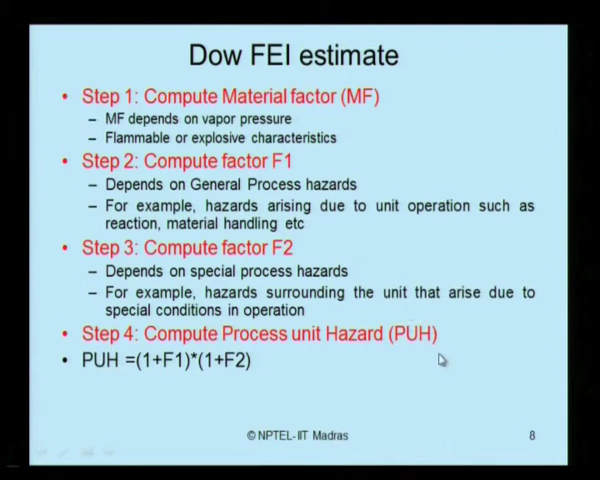 Dow FEI estimate
• Step 1: Compute Material factor (MF)
– MF depends on vapor pressure
– Flammable or explosive characteristics
• Step 2: Compute factor F1
– Depends on General Process hazards
– For example, hazards arising due to unit operation such as
reaction, material handling etc
• Step 3: Compute factor F2
– Depends on special process hazards
– For example, hazards surrounding the unit that arise due to
special conditions in operation
• Step 4: Compute Process unit Hazard (PUH)
• PUH =(1+F1)*(1+F2)
© NPTEL-IIT Madras
8